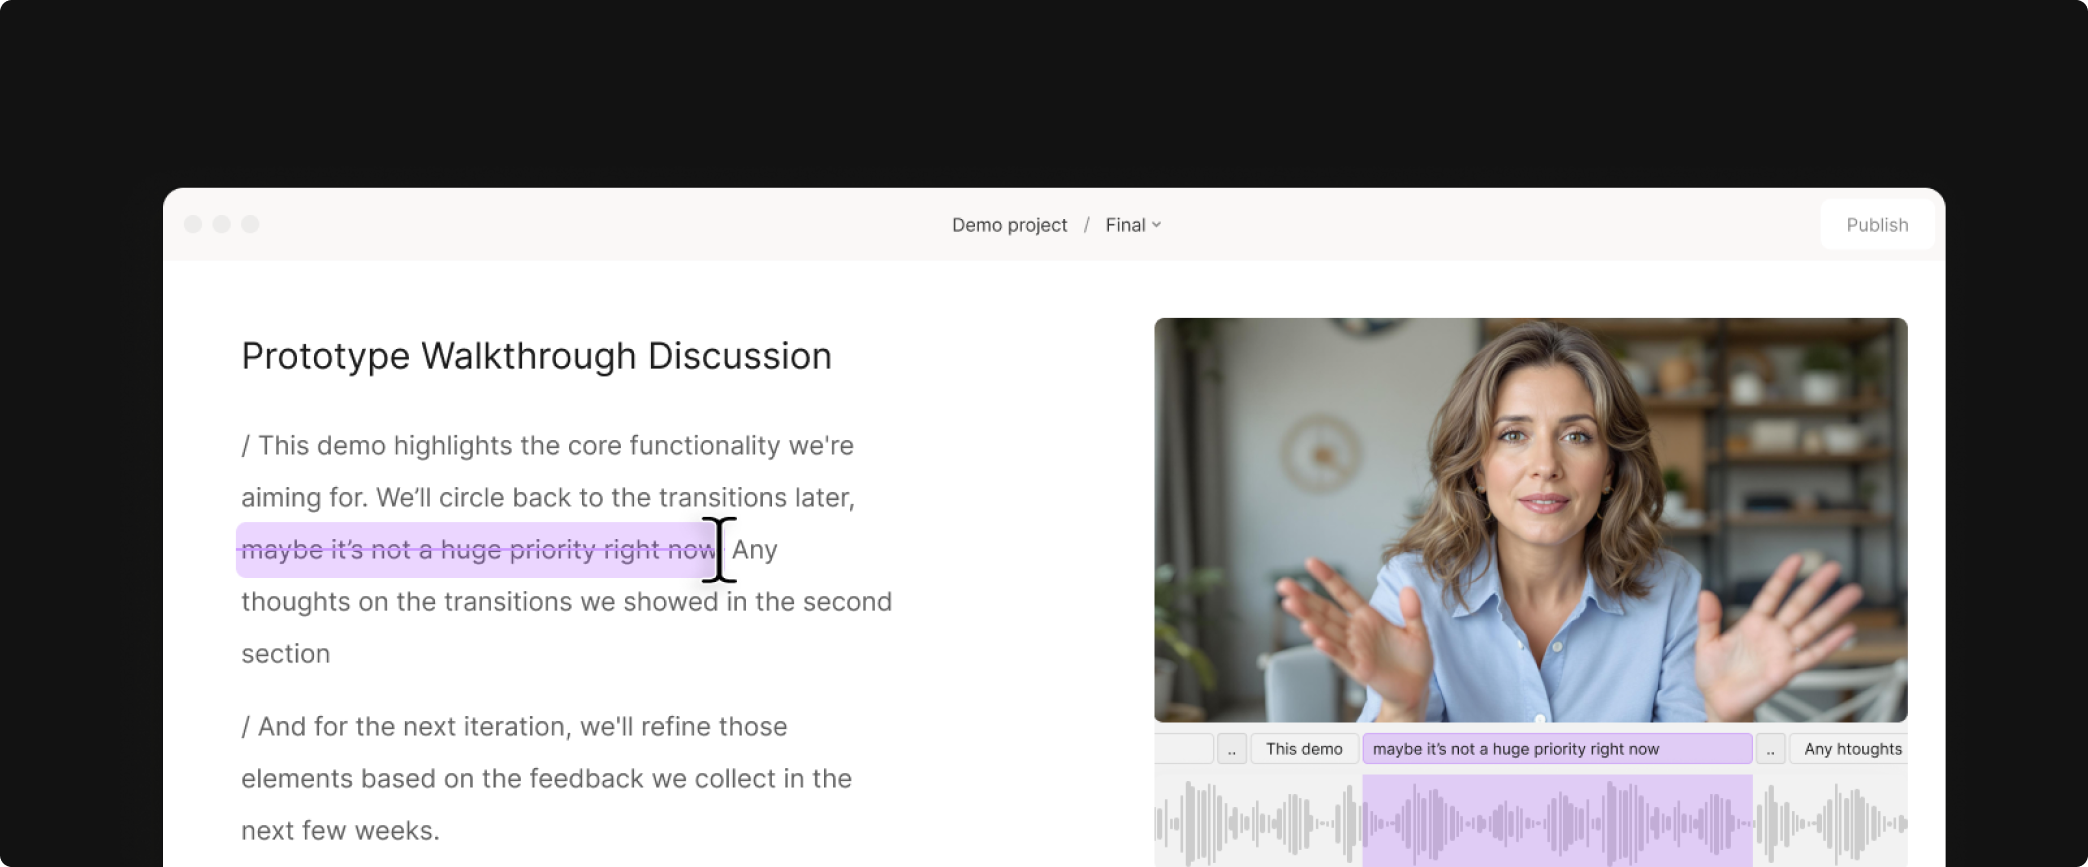 Demo project / Final
Publish
Prototype Walkthrough Discussion
/ This demo highlights the core functionality we're
aiming for. We’ll circle back to the transitions later,
maybe it’s not a huge priority right now Any
thoughts on the transitions we showed in the second
section
/ And for the next iteration, we'll refine those
elements based on the feedback we collect in the
next few weeks.
.. This demo maybe it’s not a huge priority right now .. Any htoughts